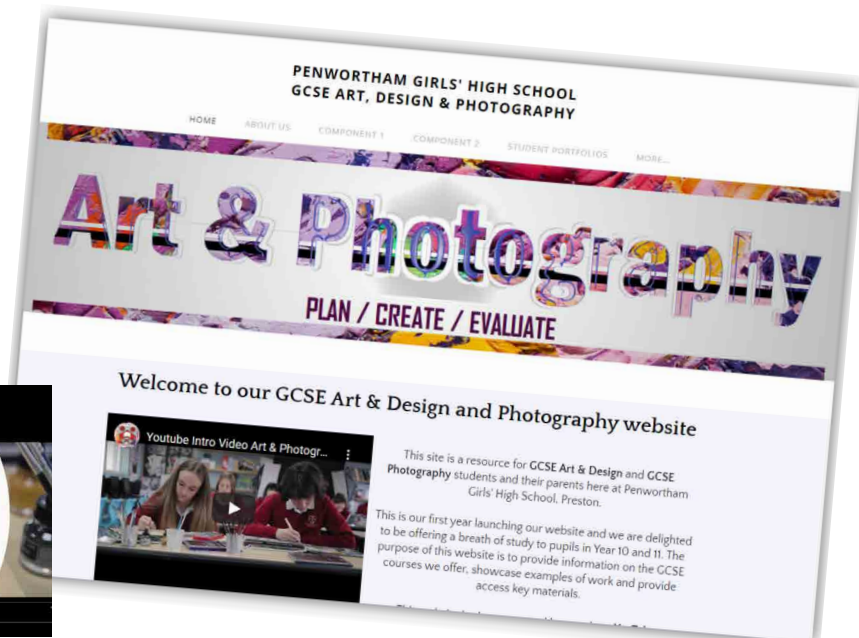 PENWORTHAM GIRLS' HIGH SCHOOL
GCSE ART, DESIGN & PHOTOGRAPHY
HOME ABOUT US COMPONENT 1 COMPONENT 2 STUDENT PORTFOLIOS MORE...
Art & Photography
PLAN / CREATE / EVALUATE
Welcome to our GCSE Art & Design and Photography website
Youtube Intro Video Art & Photogr...
This site is a resource for GCSE Art & Design and GCSE
Photography students and their parents here at Penwortham
Girls' High School, Preston.
This is our first year launching our website and we are delighted
to be offering a breath of study to pupils in Year 10 and 11. The
purpose of this website is to provide information on the GCSE
courses we offer, showcase examples of work and provide
access key materials.